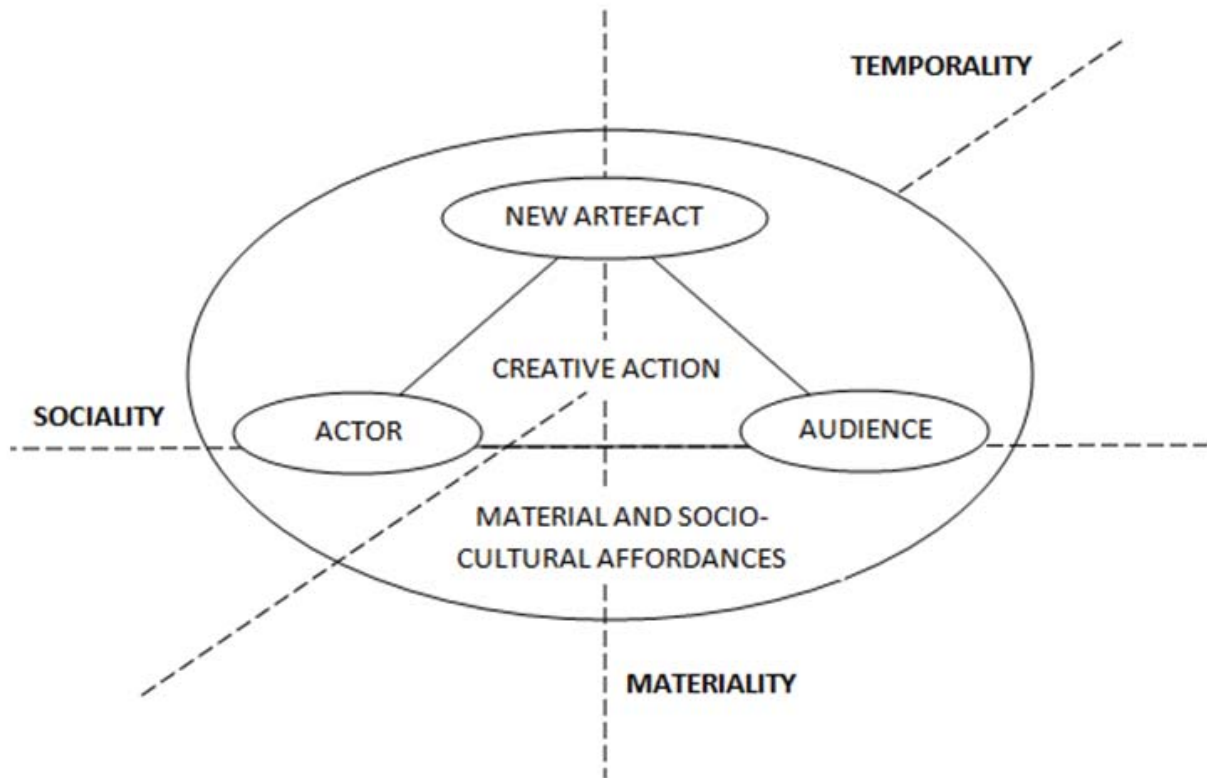 TEMPORALITY
NEW ARTEFACT
CREATIVE ACTION
SOCIALITY
ACTOR
AUDIENCE
MATERIAL AND SOCIO-
CULTURAL AFFORDANCES
MATERIALITY